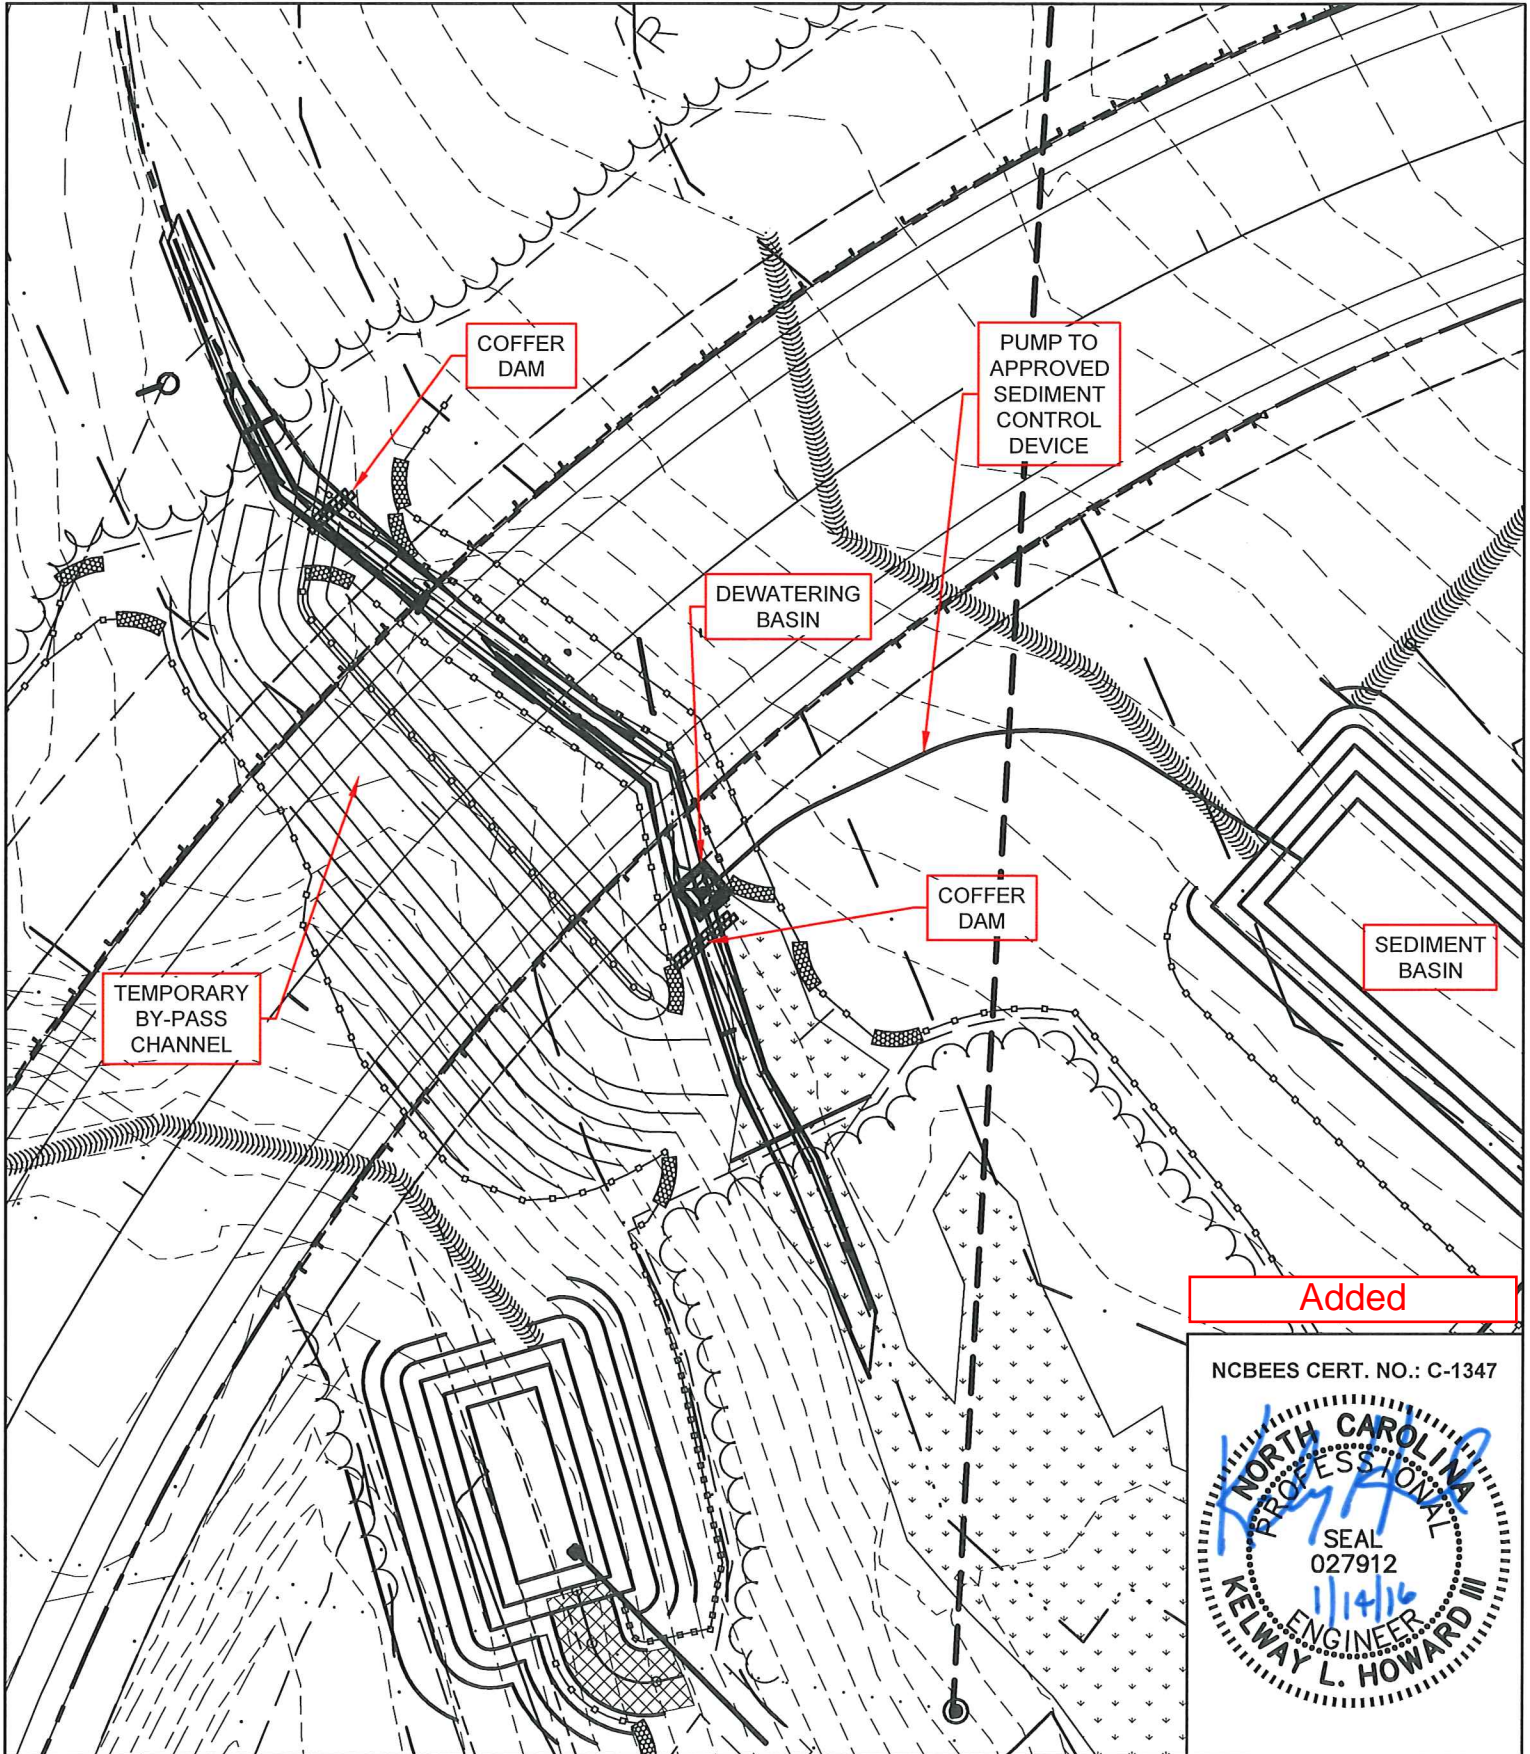 R
COFFER
DAM
PUMP TO
APPROVED
SEDIMENT
CONTROL
DEVICE
DEWATERING
BASIN
COFFER
DAM
SEDIMENT
BASIN
TEMPORARY
BY-PASS
CHANNEL
Added
NCBEES CERT. NO.: C-1347
NORTH CAROLINA
PROFESSIONAL
SEAL
027912
1/14/16
ENGINEER
KELWAY L. HOWARD III